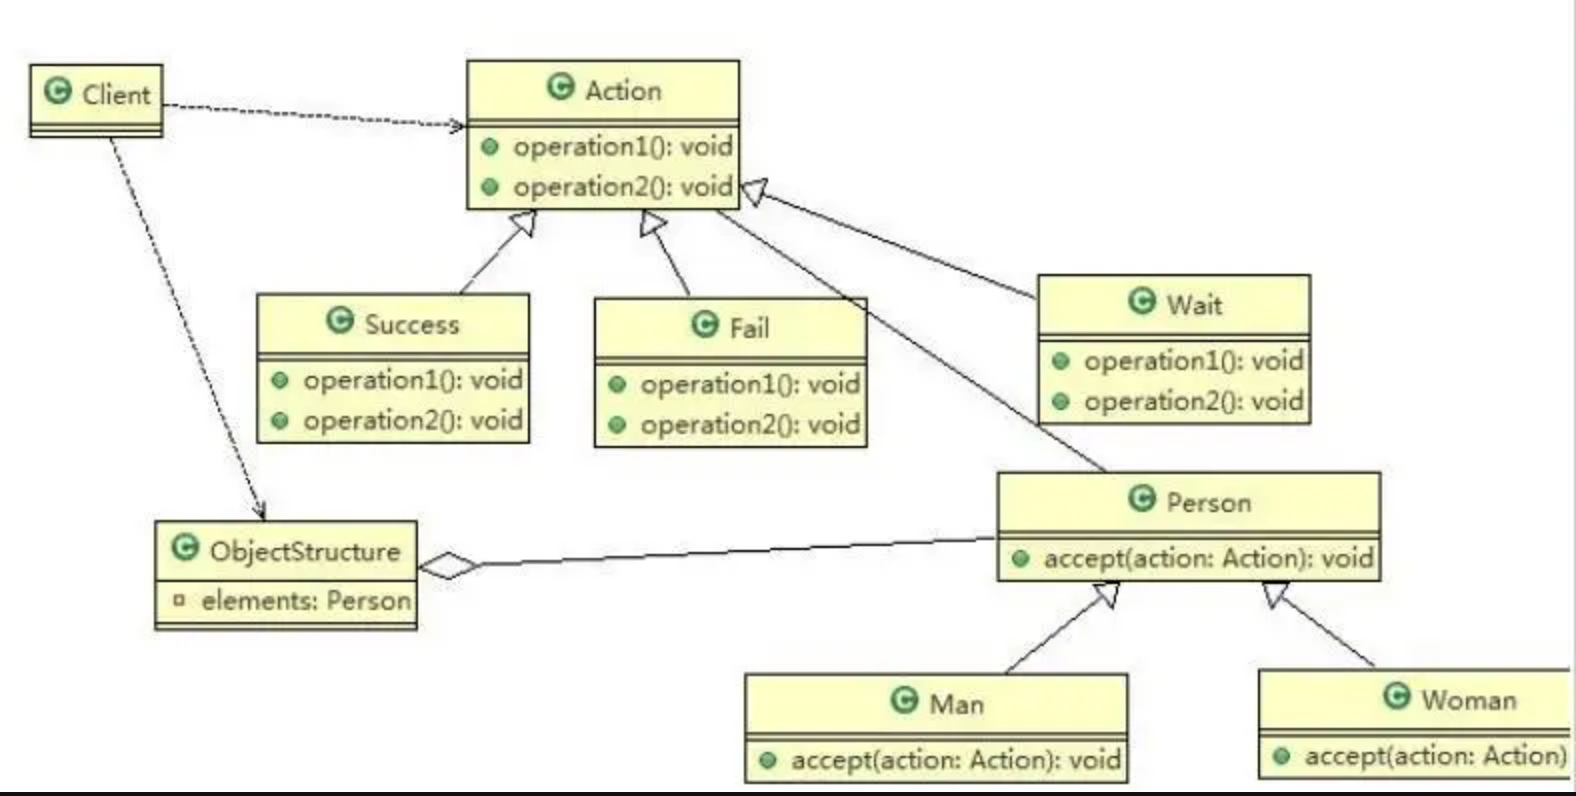 Client
Action
operation1(): void
operation2(): void
Success
operation1(): void
operation2(): void
Fail
operation1(): void
operation2(): void
Wait
operation1(): void
operation2(): void
ObjectStructure
elements: Person
Person
accept(action: Action): void
Man
accept(action: Action): void
Woman
accept(action: Action)